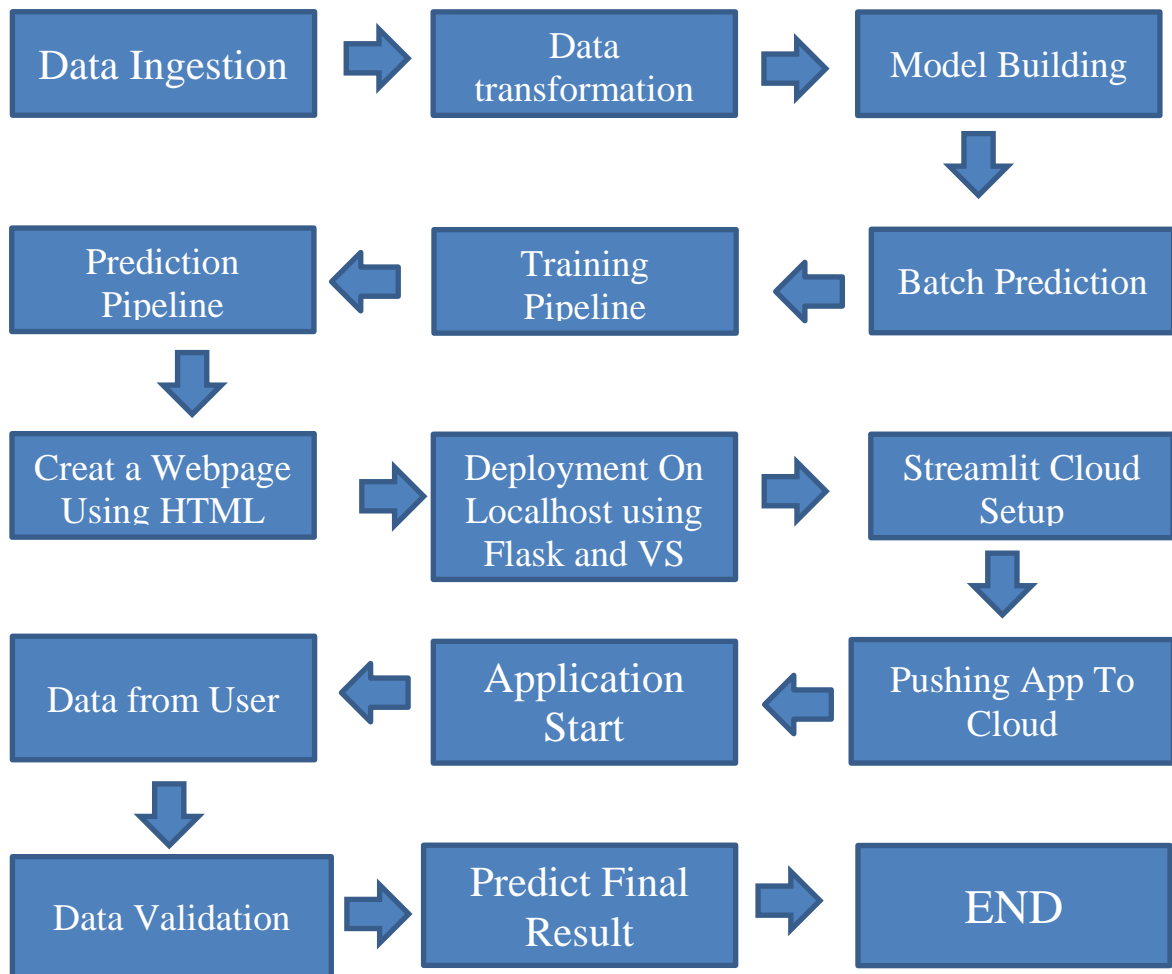 Data Ingestion
Data
transformation
Model Building
Prediction
Pipeline
Training
Pipeline
Batch Prediction
Creat a Webpage
Using HTML
Deployment On
Localhost using
Flask and VS
Streamlit Cloud
Setup
Data from User
Application
Start
Pushing App To
Cloud
Data Validation
Predict Final
Result
END